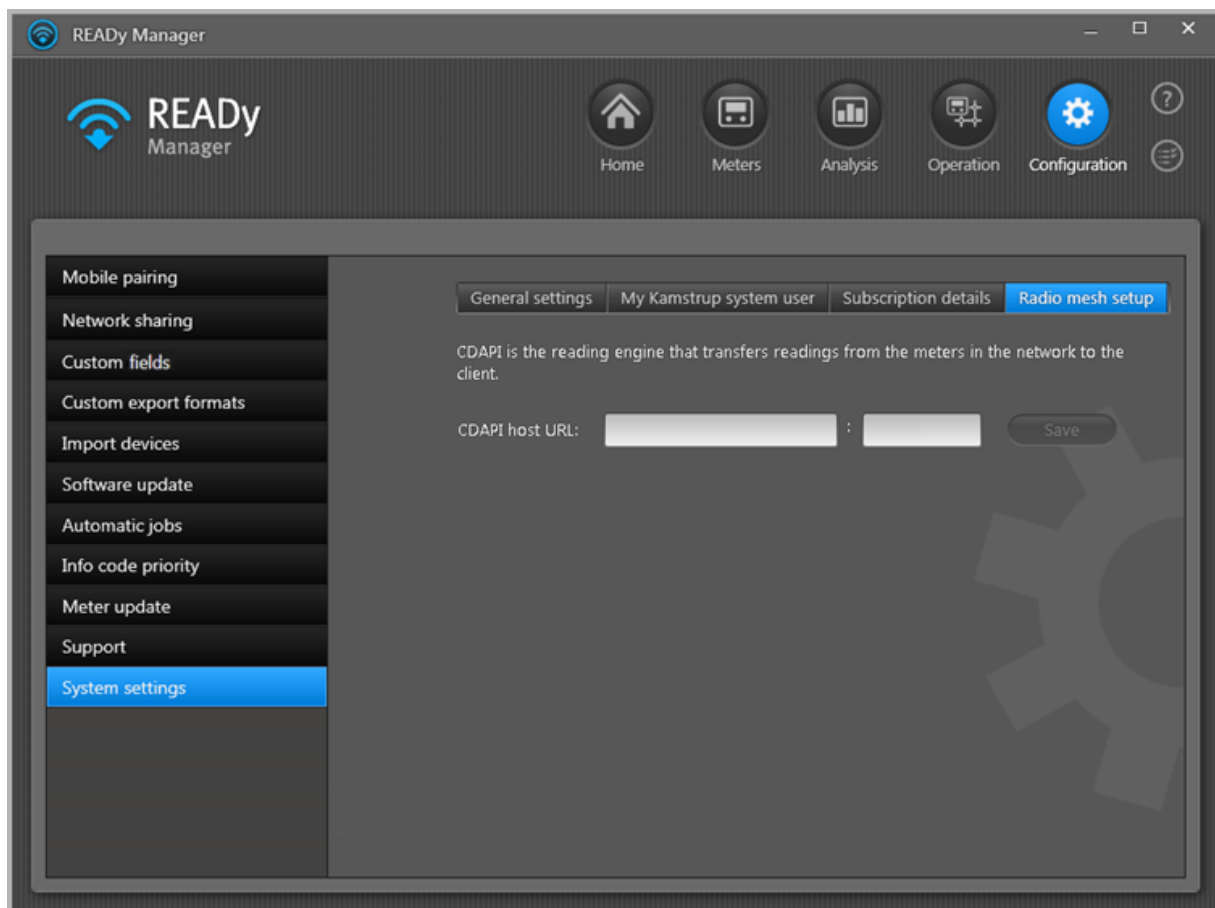 READy Manager
READy
Manager
Home Meters Analysis Operation Configuration
?
Mobile pairing
Network sharing
Custom fields
Custom export formats
Import devices
Software update
Automatic jobs
Info code priority
Meter update
Support
System settings
General settings My Kamstrup system user Subscription details Radio mesh setup
CDAPI is the reading engine that transfers readings from the meters in the network to the
client.
CDAPI host URL: : Save